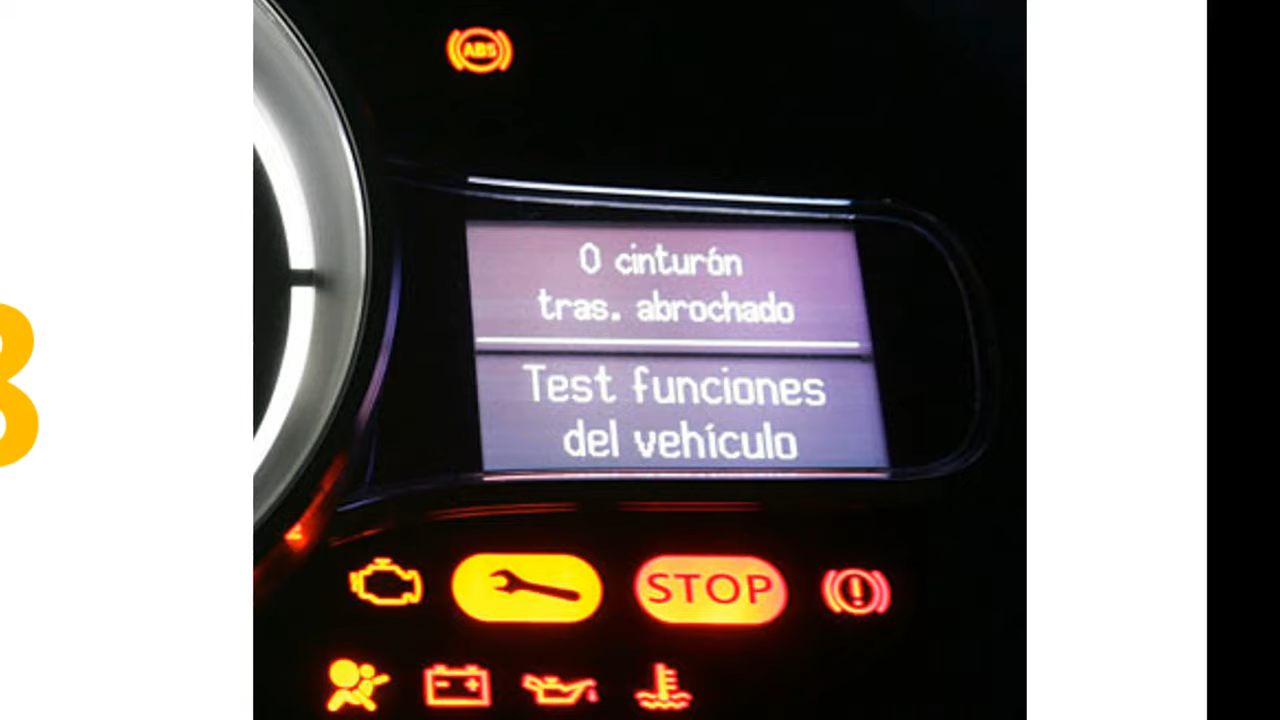 ABS
0 cinturón
tras. abrochado
Test funciones
del vehículo
STOP